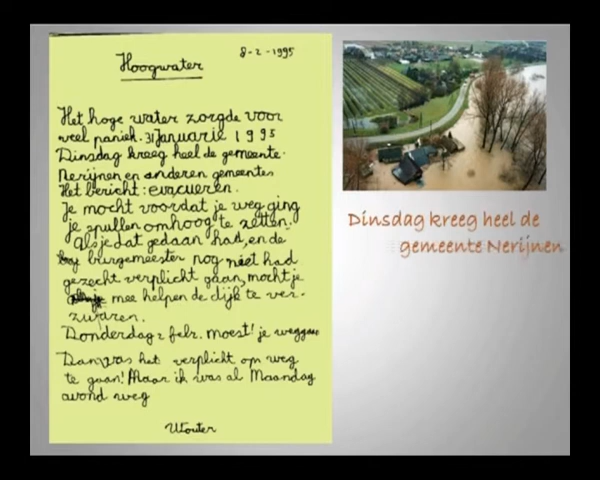 8-2-1995
Hoogwater
Het hoge water zorgde voor
veel paniek. 31 Januarie 1995
Dinsdag kreeg heel de gemeente
Nerijnen en anderen gemeentes
Het bericht: evacueren.
Je mocht voordat je weg ging
je spullen omhoog te zetten.
Als je dat gedaan had, en de
burgemeester nog niet had
gezecht verplicht gaan, mocht je
mee helpen de dijk te ver-
zwaren.
Donderdag 2 febr. moest! je weggaan
Dan was het verplicht om weg
te gaan! Maar ik was al Maandag
avond weg
Wouter
Dinsdag kreeg heel de
gemeente Nerijnen